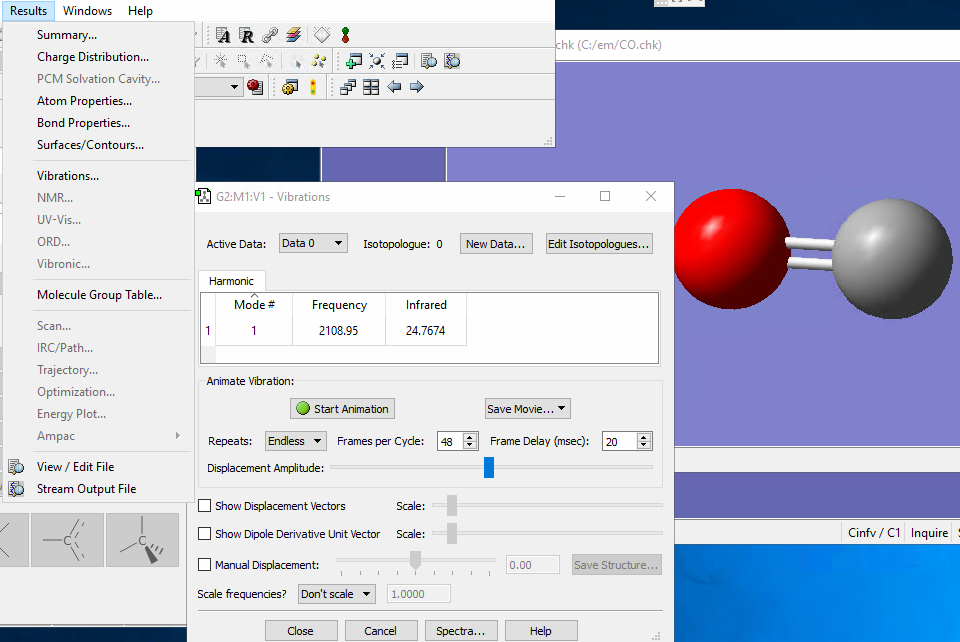 Results Windows Help
Summary...
Charge Distribution...
PCM Solvation Cavity...
Atom Properties...
Bond Properties...
Surfaces/Contours...
Vibrations...
NMR...
UV-Vis...
ORD...
Vibronic...
Molecule Group Table...
Scan...
IRC/Path...
Trajectory...
Optimization...
Energy Plot...
Ampac
View / Edit File
Stream Output File
A R
chk (C:/em/CO.chk)
G2:M1:V1 - Vibrations
Active Data: Data 0 Isotopologue: 0 New Data... Edit Isotopologues...
Harmonic
Mode # Frequency Infrared
1 1 2108.95 24.7674
Animate Vibration:
Start Animation Save Movie...
Repeats: Endless Frames per Cycle: 48 Frame Delay (msec): 20
Displacement Amplitude:
Show Displacement Vectors Scale:
Show Dipole Derivative Unit Vector Scale:
Manual Displacement: 0.00 Save Structure...
Scale frequencies? Don't scale 1.0000
Close Cancel Spectra... Help
C C
Cinfv / C1 Inquire